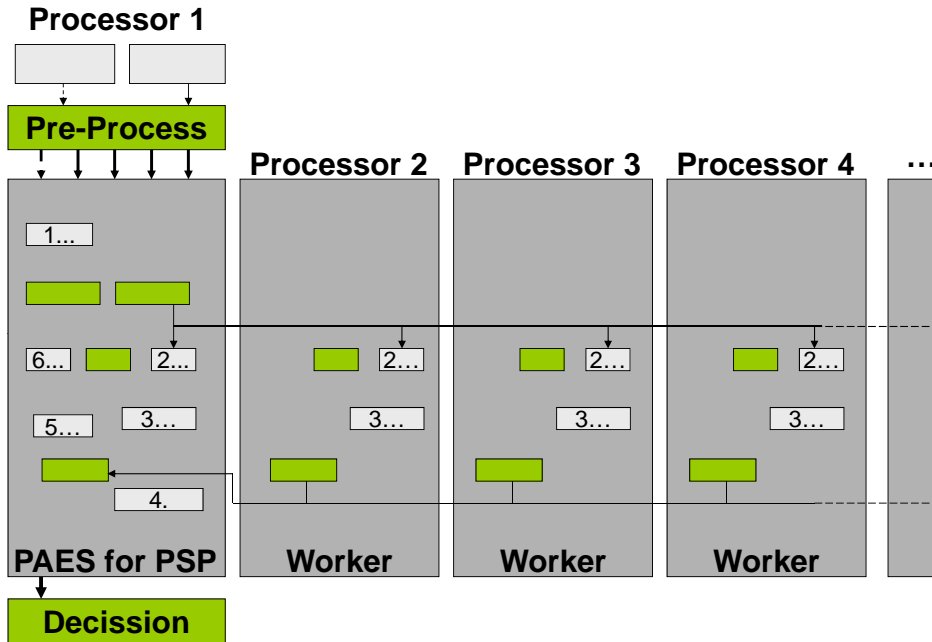 Processor 1
Pre-Process
Processor 2 Processor 3 Processor 4 ...
1...
6... 2... 2... 2... 2...
5... 3... 3... 3... 3...
4.
PAES for PSP Worker Worker Worker
Decission